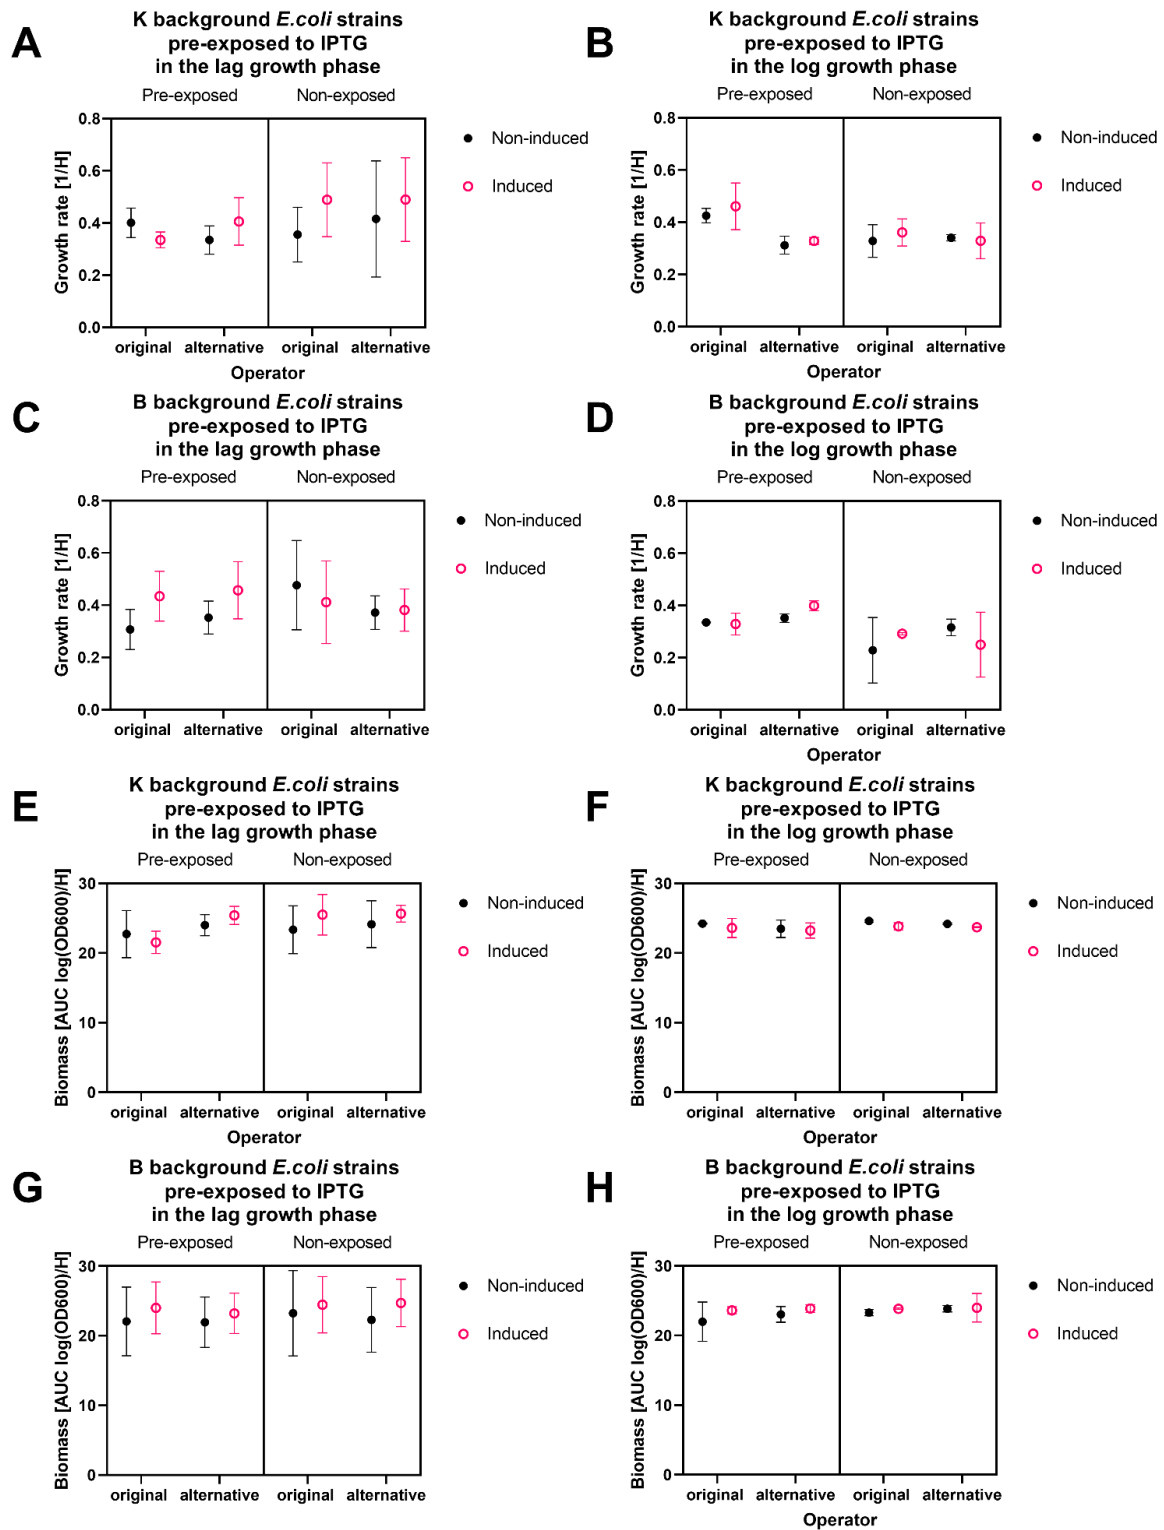 A
K background E.coli strains
pre-exposed to IPTG
in the lag growth phase
Pre-exposed
Non-exposed
Growth rate [1/H]
0.8
0.6
0.4
0.2
0.0
original
alternative
original
alternative
Operator
Non-induced
Induced
B
K background E.coli strains
pre-exposed to IPTG
in the log growth phase
Pre-exposed
Non-exposed
Growth rate [1/H]
0.8
0.6
0.4
0.2
0.0
original
alternative
original
alternative
Operator
Non-induced
Induced
C
B background E.coli strains
pre-exposed to IPTG
in the lag growth phase
Pre-exposed
Non-exposed
Growth rate [1/H]
0.8
0.6
0.4
0.2
0.0
original
alternative
original
alternative
Non-induced
Induced
D
B background E.coli strains
pre-exposed to IPTG
in the log growth phase
Pre-exposed
Non-exposed
Growth rate [1/H]
0.8
0.6
0.4
0.2
0.0
original
alternative
original
alternative
Operator
Non-induced
Induced
E
K background E.coli strains
pre-exposed to IPTG
in the lag growth phase
Pre-exposed
Non-exposed
Biomass [AUC log(OD600)/H]
30
20
10
0
original
alternative
original
alternative
Operator
Non-induced
Induced
F
K background E.coli strains
pre-exposed to IPTG
in the log growth phase
Pre-exposed
Non-exposed
Biomass [AUC log(OD600)/H]
30
20
10
0
original
alternative
original
alternative
Operator
Non-induced
Induced
G
B background E.coli strains
pre-exposed to IPTG
in the lag growth phase
Pre-exposed
Non-exposed
Biomass [AUC log(OD600)/H]
30
20
10
0
original
alternative
original
alternative
Non-induced
Induced
H
B background E.coli strains
pre-exposed to IPTG
in the log growth phase
Pre-exposed
Non-exposed
Biomass [AUC log(OD600)/H]
30
20
10
0
original
alternative
original
alternative
Operator
Non-induced
Induced